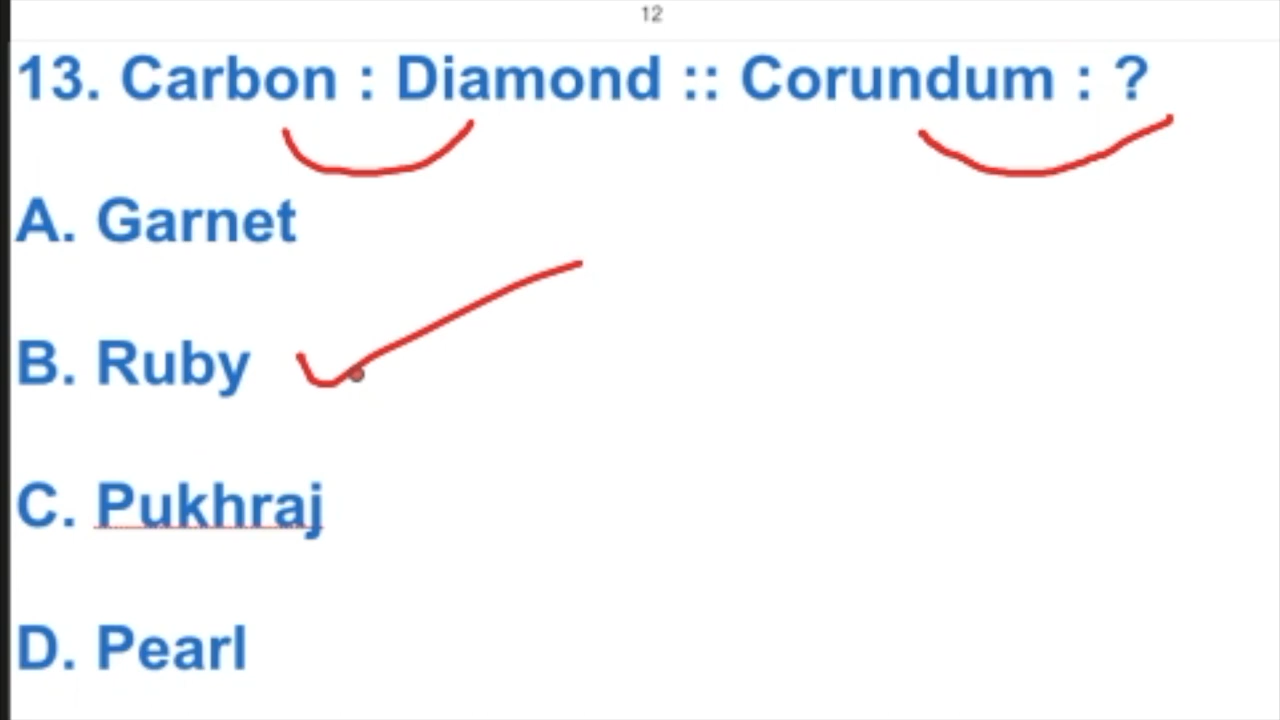 12
13. Carbon : Diamond :: Corundum : ?
A. Garnet
B. Ruby
C. Pukhraj
D. Pearl